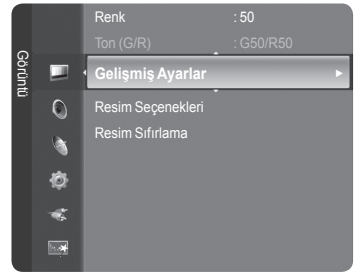 Görüntü
Renk : 50
Ton (G/R) : G50/R50
Gelişmiş Ayarlar
Resim Seçenekleri
Resim Sıfırlama